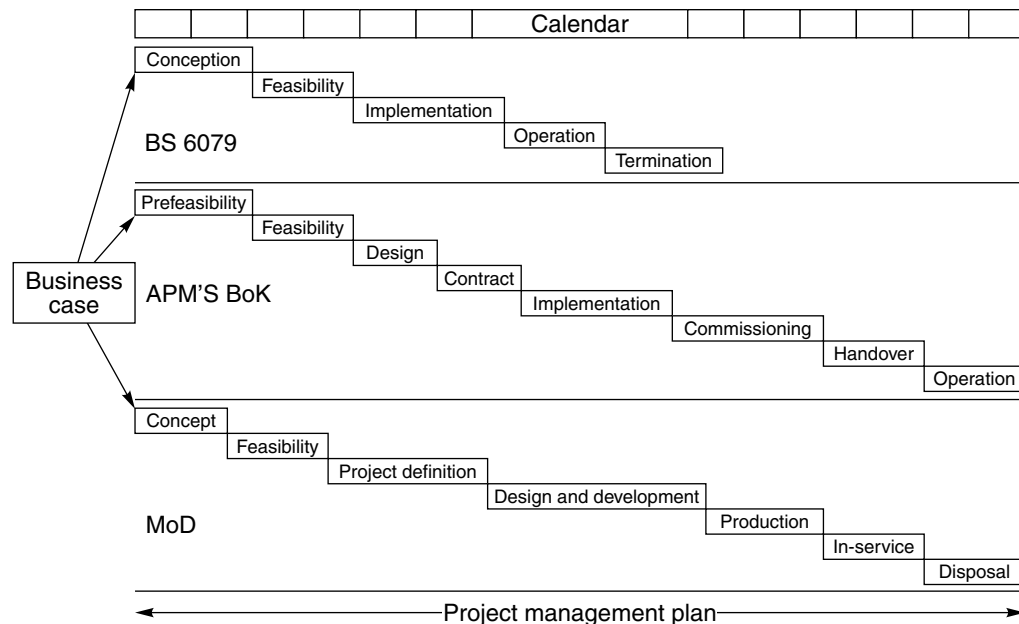 Calendar
Conception
Feasibility
Implementation
Operation
Termination
BS 6079
Prefeasibility
Feasibility
Design
Contract
Implementation
Commissioning
Handover
Operation
APM'S BoK
Business
case
Concept
Feasibility
Project definition
Design and development
Production
In-service
Disposal
MoD
Project management plan